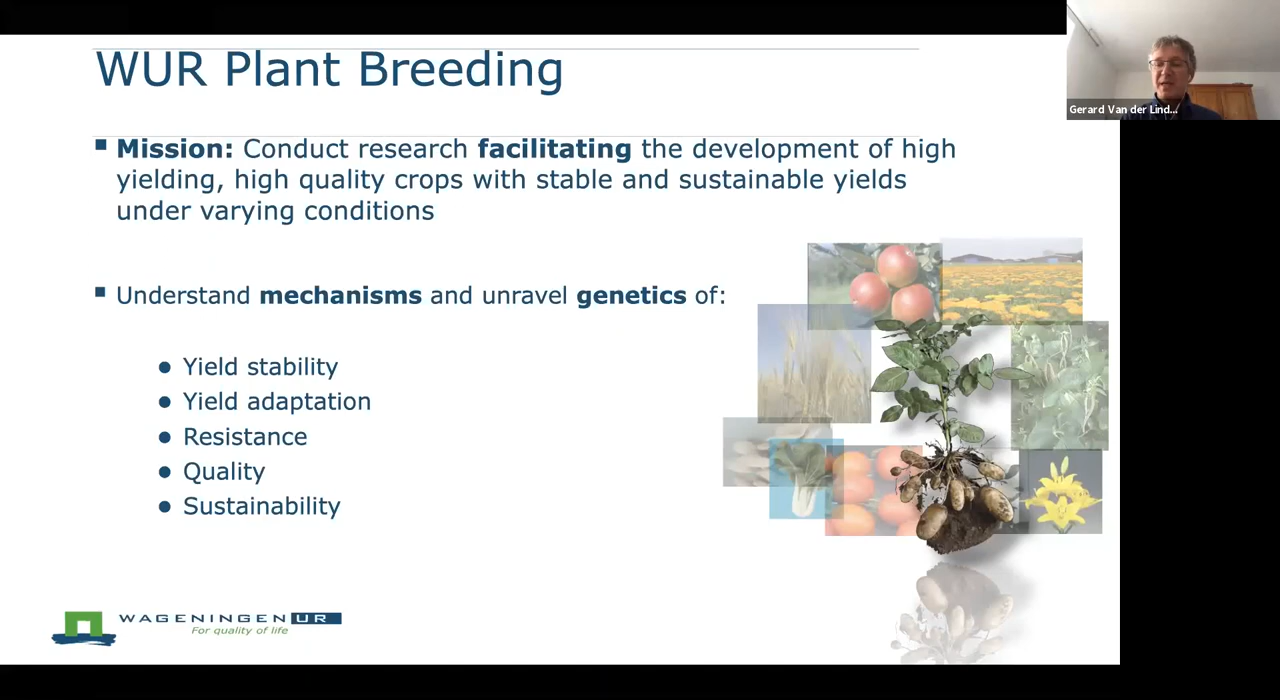 WUR Plant Breeding
Gerard Van der Lind...
▪ Mission: Conduct research facilitating the development of high
yielding, high quality crops with stable and sustainable yields
under varying conditions
▪ Understand mechanisms and unravel genetics of:
● Yield stability
● Yield adaptation
● Resistance
● Quality
● Sustainability
WAGENINGEN UR
For quality of life